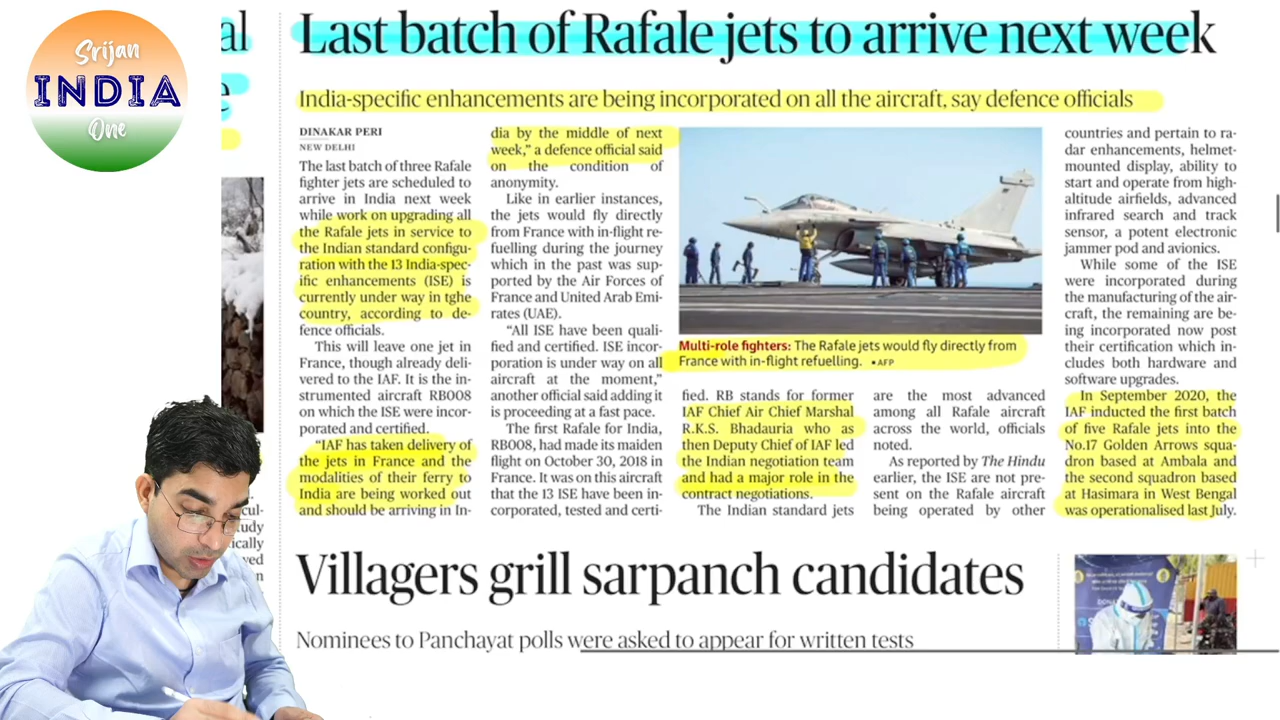 Srijan
INDIA
One
al
e
Last batch of Rafale jets to arrive next week
India-specific enhancements are being incorporated on all the aircraft, say defence officials
DINAKAR PERI
NEW DELHI
The last batch of three Rafale
fighter jets are scheduled to
arrive in India next week
while work on upgrading all
the Rafale jets in service to
the Indian standard configu-
ration with the 13 India-spec-
ific enhancements (ISE) is
currently under way in tghe
country, according to de-
fence officials.
This will leave one jet in
France, though already deli-
vered to the IAF. It is the in-
strumented aircraft RB008
on which the ISE were incor-
porated and certified.
“IAF has taken delivery of
the jets in France and the
modalities of their ferry to
India are being worked out
and should be arriving in In-
dia by the middle of next
week,” a defence official said
on the condition of
anonymity.
Like in earlier instances,
the jets would fly directly
from France with in-flight re-
fuelling during the journey
which in the past was sup-
ported by the Air Forces of
France and United Arab Emi-
rates (UAE).
“All ISE have been quali-
fied and certified. ISE incor-
poration is under way on all
aircraft at the moment,”
another official said adding it
is proceeding at a fast pace.
The first Rafale for India,
RB008, had made its maiden
flight on October 30, 2018 in
France. It was on this aircraft
that the 13 ISE have been in-
corporated, tested and certi-
Multi-role fighters: The Rafale jets would fly directly from
France with in-flight refuelling. •AFP
fied. RB stands for former
IAF Chief Air Chief Marshal
R.K.S. Bhadauria who as
then Deputy Chief of IAF led
the Indian negotiation team
and had a major role in the
contract negotiations.
The Indian standard jets
are the most advanced
among all Rafale aircraft
across the world, officials
noted.
As reported by The Hindu
earlier, the ISE are not pre-
sent on the Rafale aircraft
being operated by other
countries and pertain to ra-
dar enhancements, helmet-
mounted display, ability to
start and operate from high-
altitude airfields, advanced
infrared search and track
sensor, a potent electronic
jammer pod and avionics.
While some of the ISE
were incorporated during
the manufacturing of the air-
craft, the remaining are be-
ing incorporated now post
their certification which in-
cludes both hardware and
software upgrades.
In September 2020, the
IAF inducted the first batch
of five Rafale jets into the
No.17 Golden Arrows squa-
dron based at Ambala and
the second squadron based
at Hasimara in West Bengal
was operationalised last July.
cul-
tudy
ically
ved
n
Villagers grill sarpanch candidates
Nominees to Panchayat polls were asked to appear for written tests